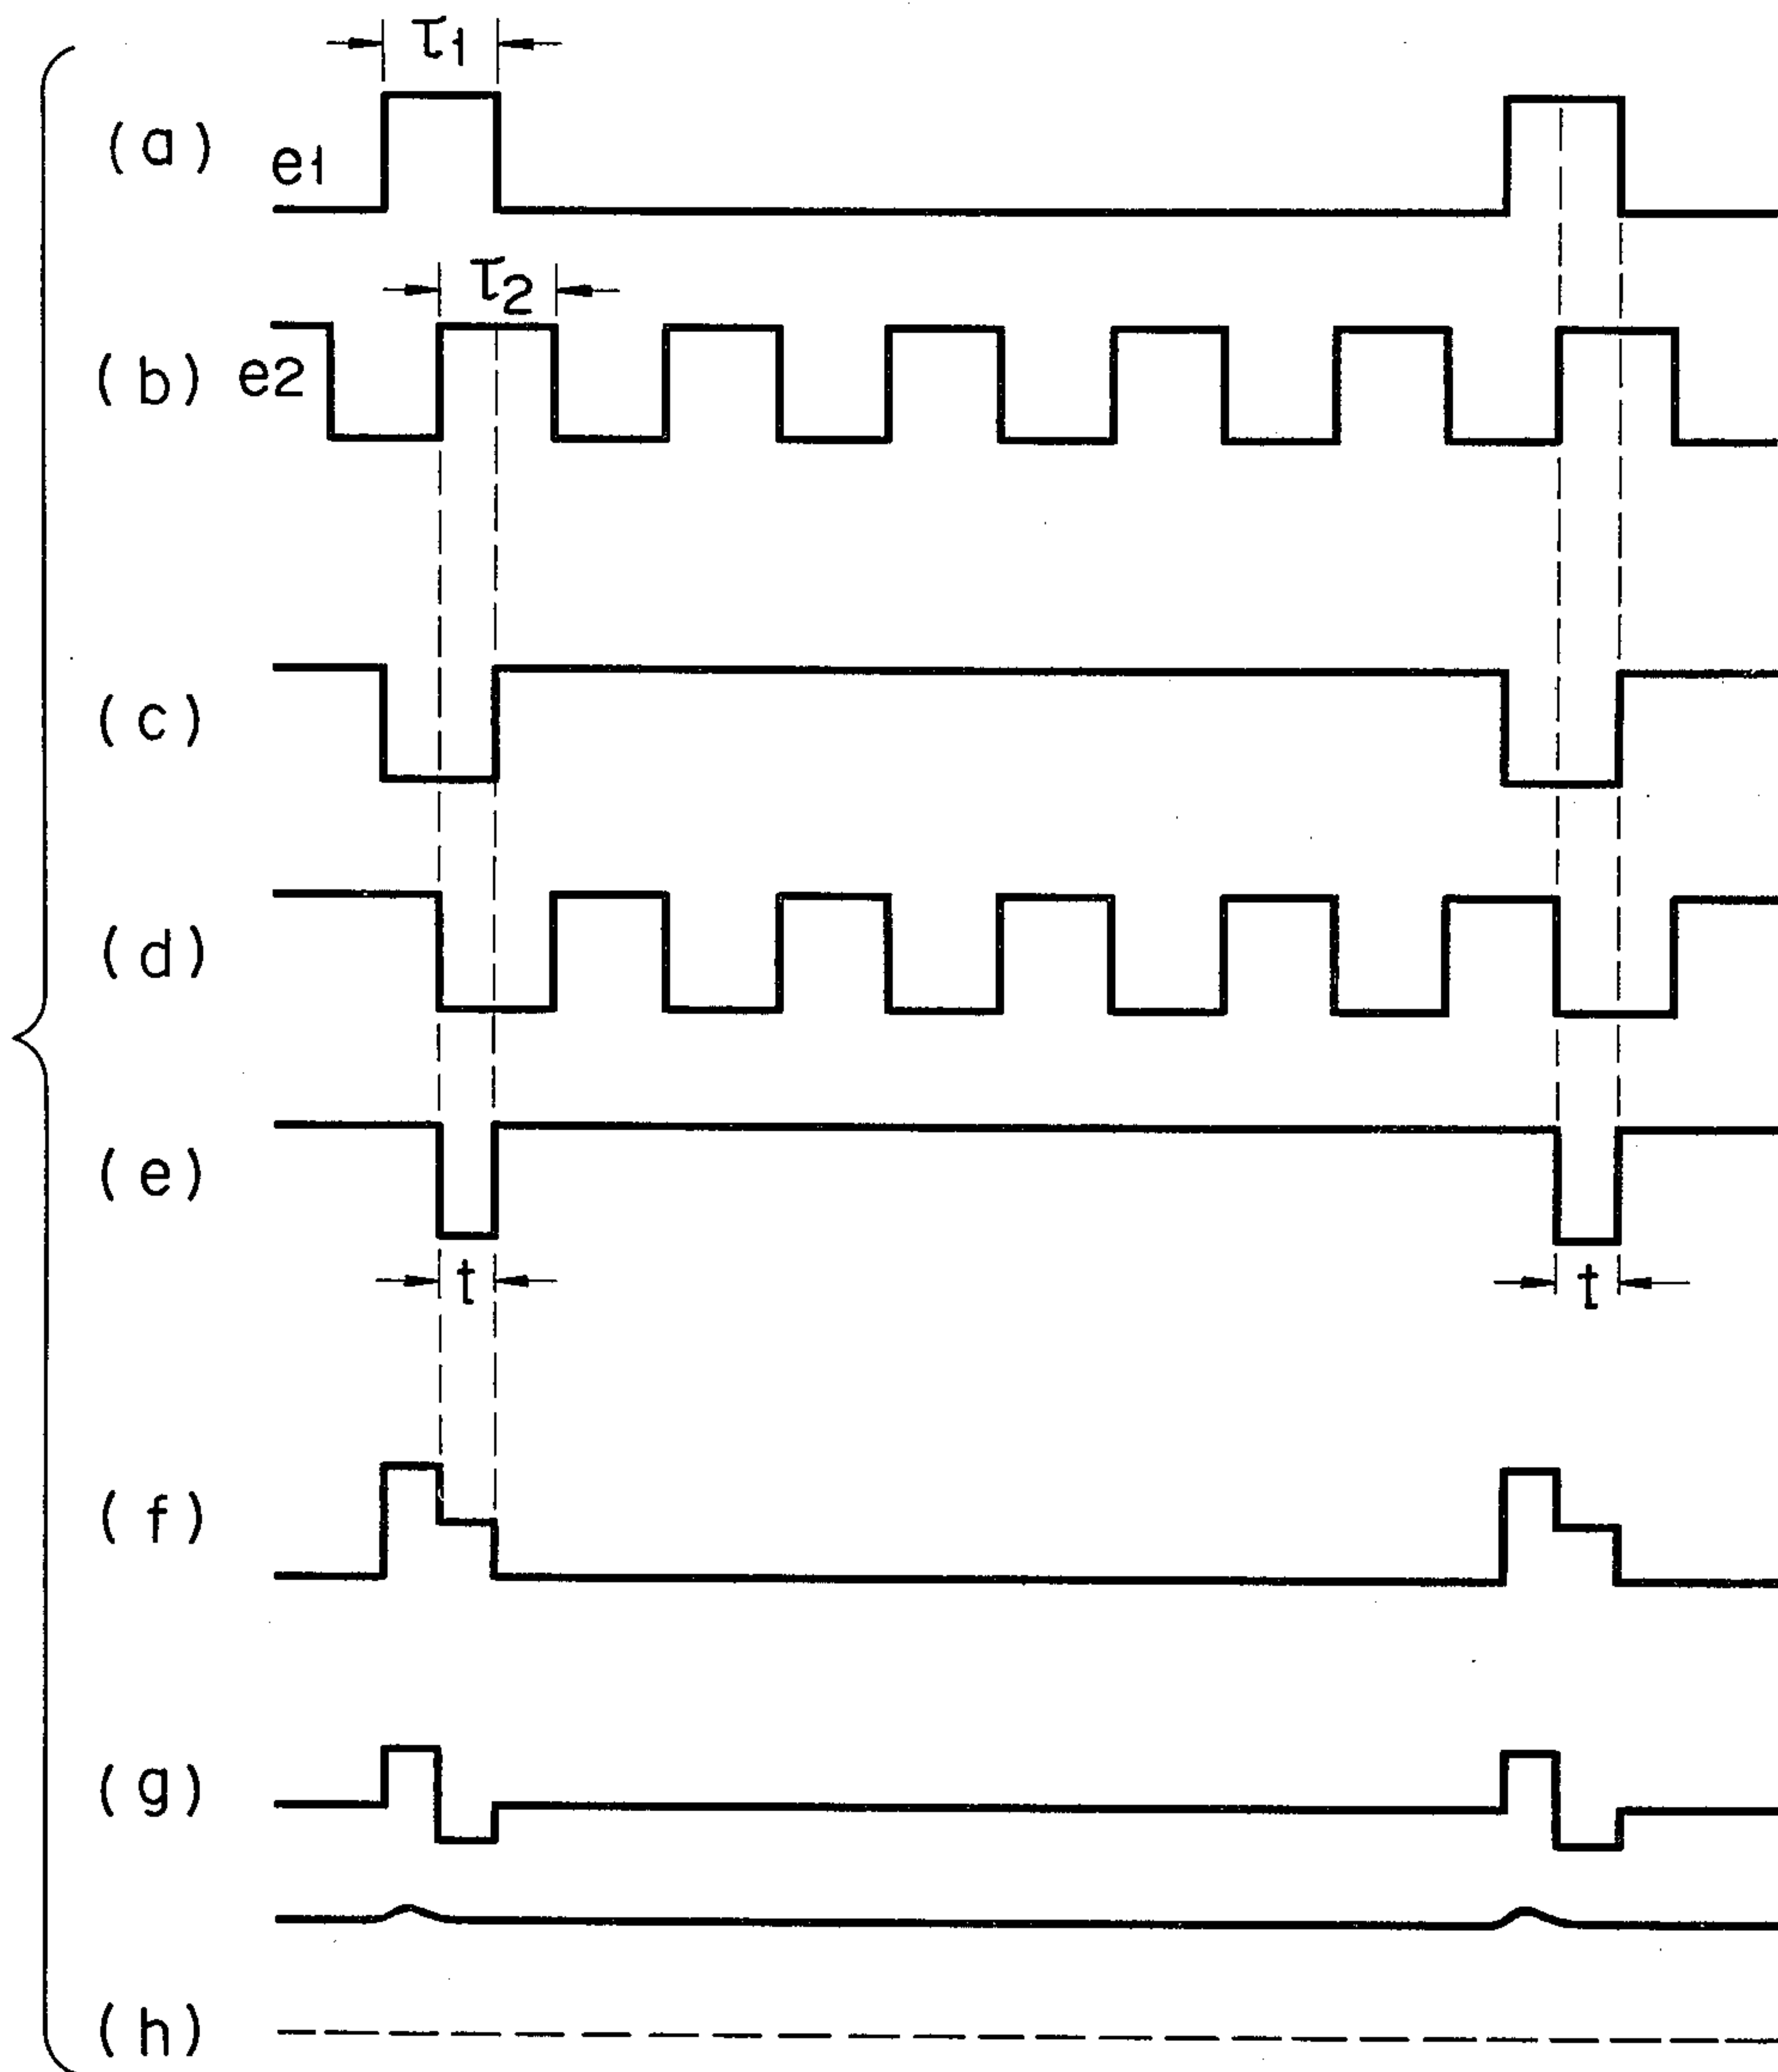 τ1
(a) e1
τ2
(b) e2
(c)
(d)
(e)
t t
(f)
(g)
(h)